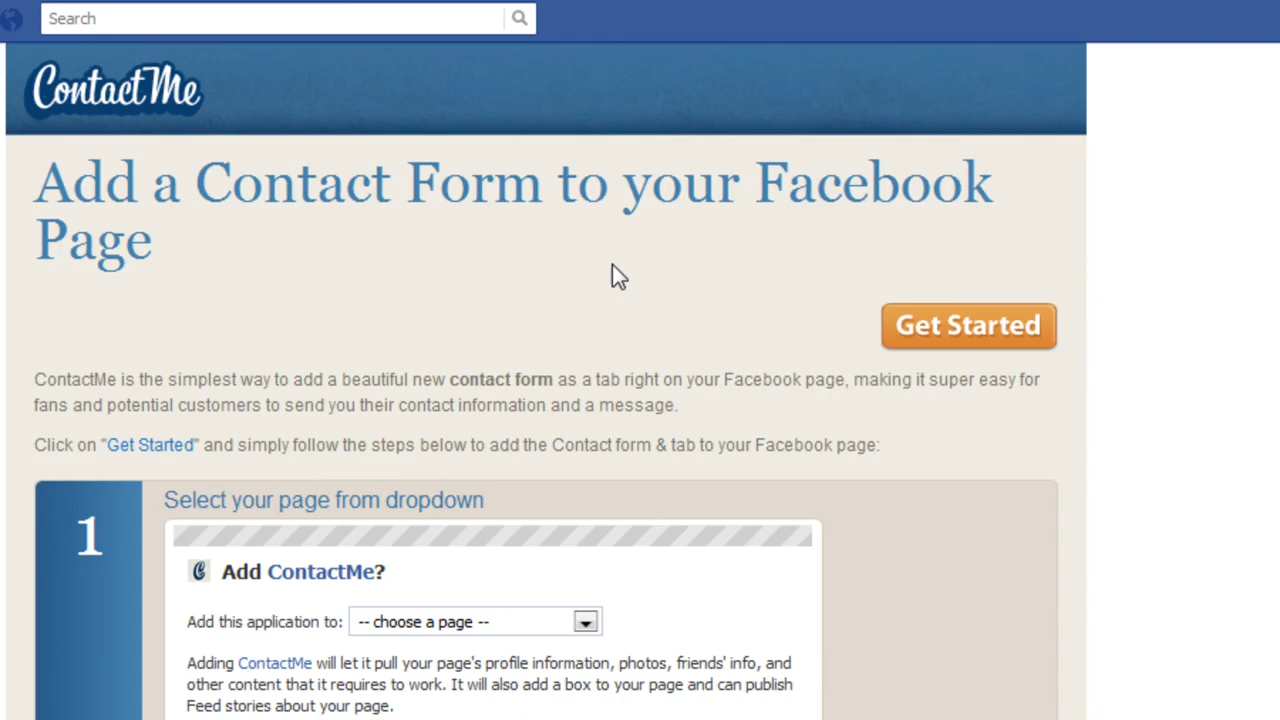 Search
ContactMe
Add a Contact Form to your Facebook
Page
Get Started
ContactMe is the simplest way to add a beautiful new contact form as a tab right on your Facebook page, making it super easy for
fans and potential customers to send you their contact information and a message.
Click on "Get Started" and simply follow the steps below to add the Contact form & tab to your Facebook page:
1
Select your page from dropdown
Add ContactMe?
Add this application to: -- choose a page --
Adding ContactMe will let it pull your page's profile information, photos, friends' info, and
other content that it requires to work. It will also add a box to your page and can publish
Feed stories about your page.